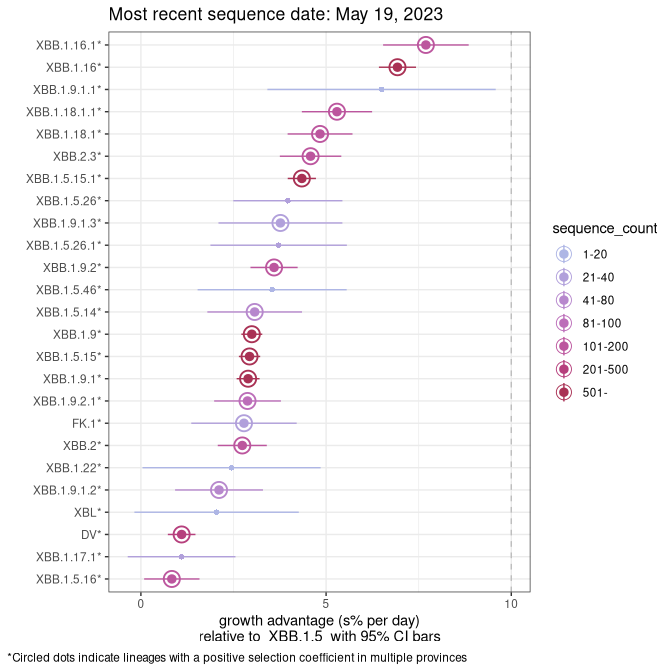 Most recent sequence date: May 19, 2023
XBB.1.16.1*
XBB.1.16*
XBB.1.9.1.1*
XBB.1.18.1.1*
XBB.1.18.1*
XBB.2.3*
XBB.1.5.15.1*
XBB.1.5.26*
XBB.1.9.1.3*
XBB.1.5.26.1*
XBB.1.9.2*
XBB.1.5.46*
XBB.1.5.14*
XBB.1.9*
XBB.1.5.15*
XBB.1.9.1*
XBB.1.9.2.1*
FK.1*
XBB.2*
XBB.1.22*
XBB.1.9.1.2*
XBL*
DV*
XBB.1.17.1*
XBB.1.5.16*
0 5 10
growth advantage (s% per day)
relative to XBB.1.5 with 95% CI bars
sequence_count
1-20
21-40
41-80
81-100
101-200
201-500
501-
*Circled dots indicate lineages with a positive selection coefficient in multiple provinces